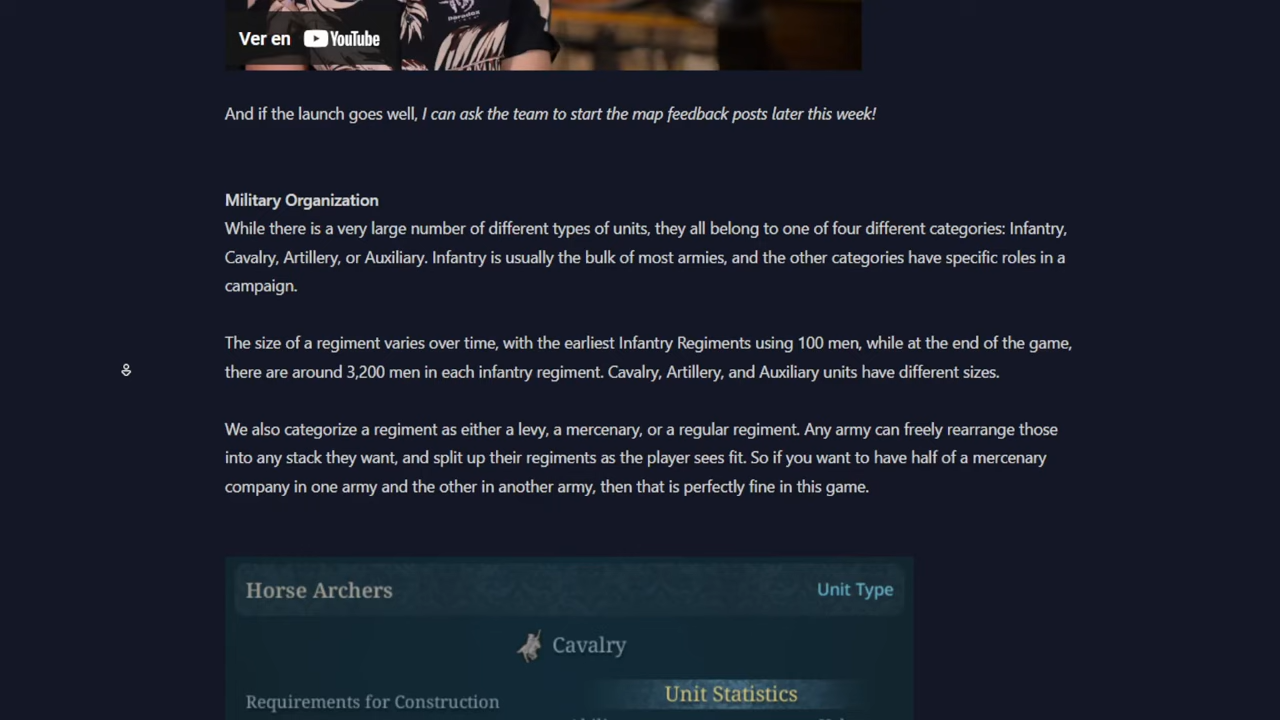 Ver en YouTube
And if the launch goes well, I can ask the team to start the map feedback posts later this week!
Military Organization
While there is a very large number of different types of units, they all belong to one of four different categories: Infantry,
Cavalry, Artillery, or Auxiliary. Infantry is usually the bulk of most armies, and the other categories have specific roles in a
campaign.
The size of a regiment varies over time, with the earliest Infantry Regiments using 100 men, while at the end of the game,
there are around 3,200 men in each infantry regiment. Cavalry, Artillery, and Auxiliary units have different sizes.
We also categorize a regiment as either a levy, a mercenary, or a regular regiment. Any army can freely rearrange those
into any stack they want, and split up their regiments as the player sees fit. So if you want to have half of a mercenary
company in one army and the other in another army, then that is perfectly fine in this game.
Horse Archers
Unit Type
Cavalry
Unit Statistics
Requirements for Construction